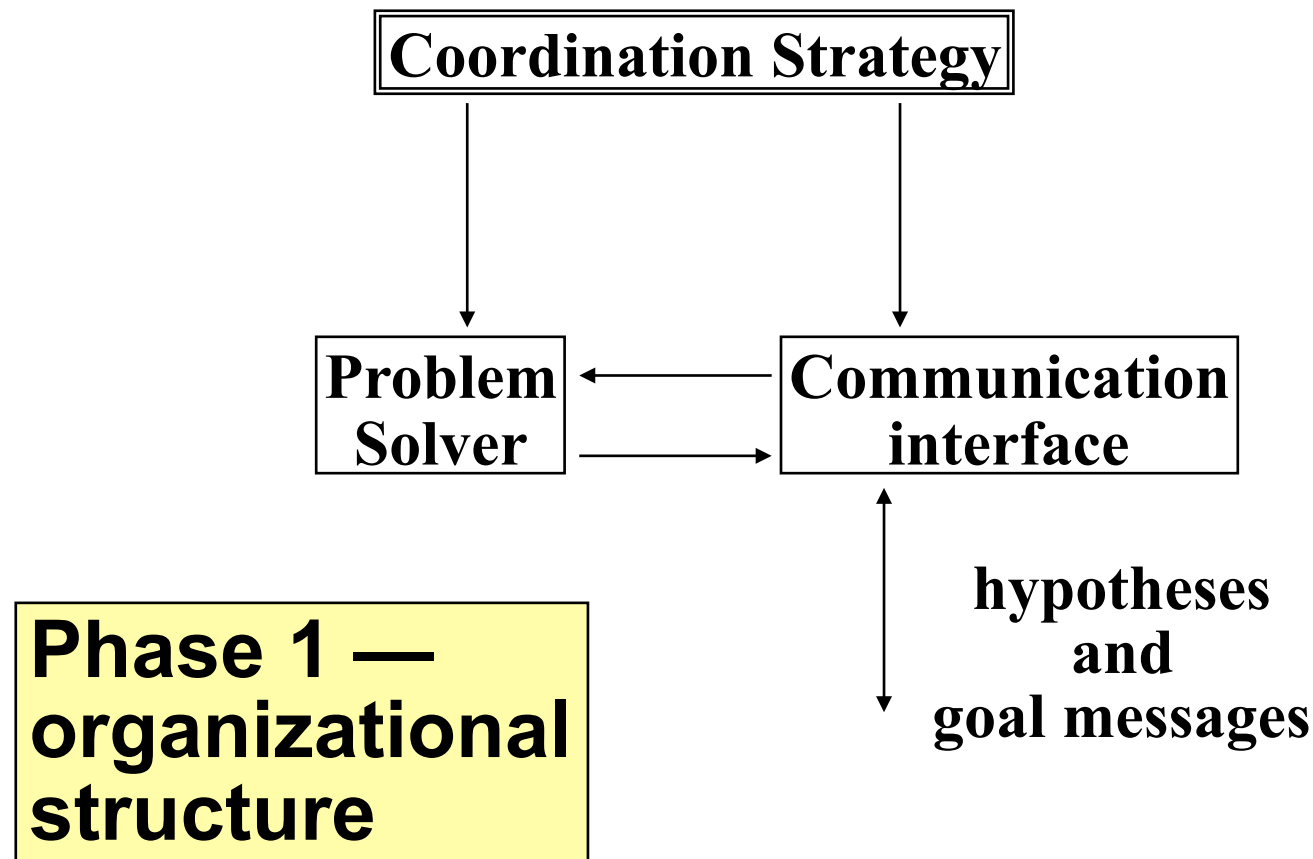 Coordination Strategy
Problem
Solver
Communication
interface
hypotheses
and
goal messages
Phase 1 —
organizational
structure